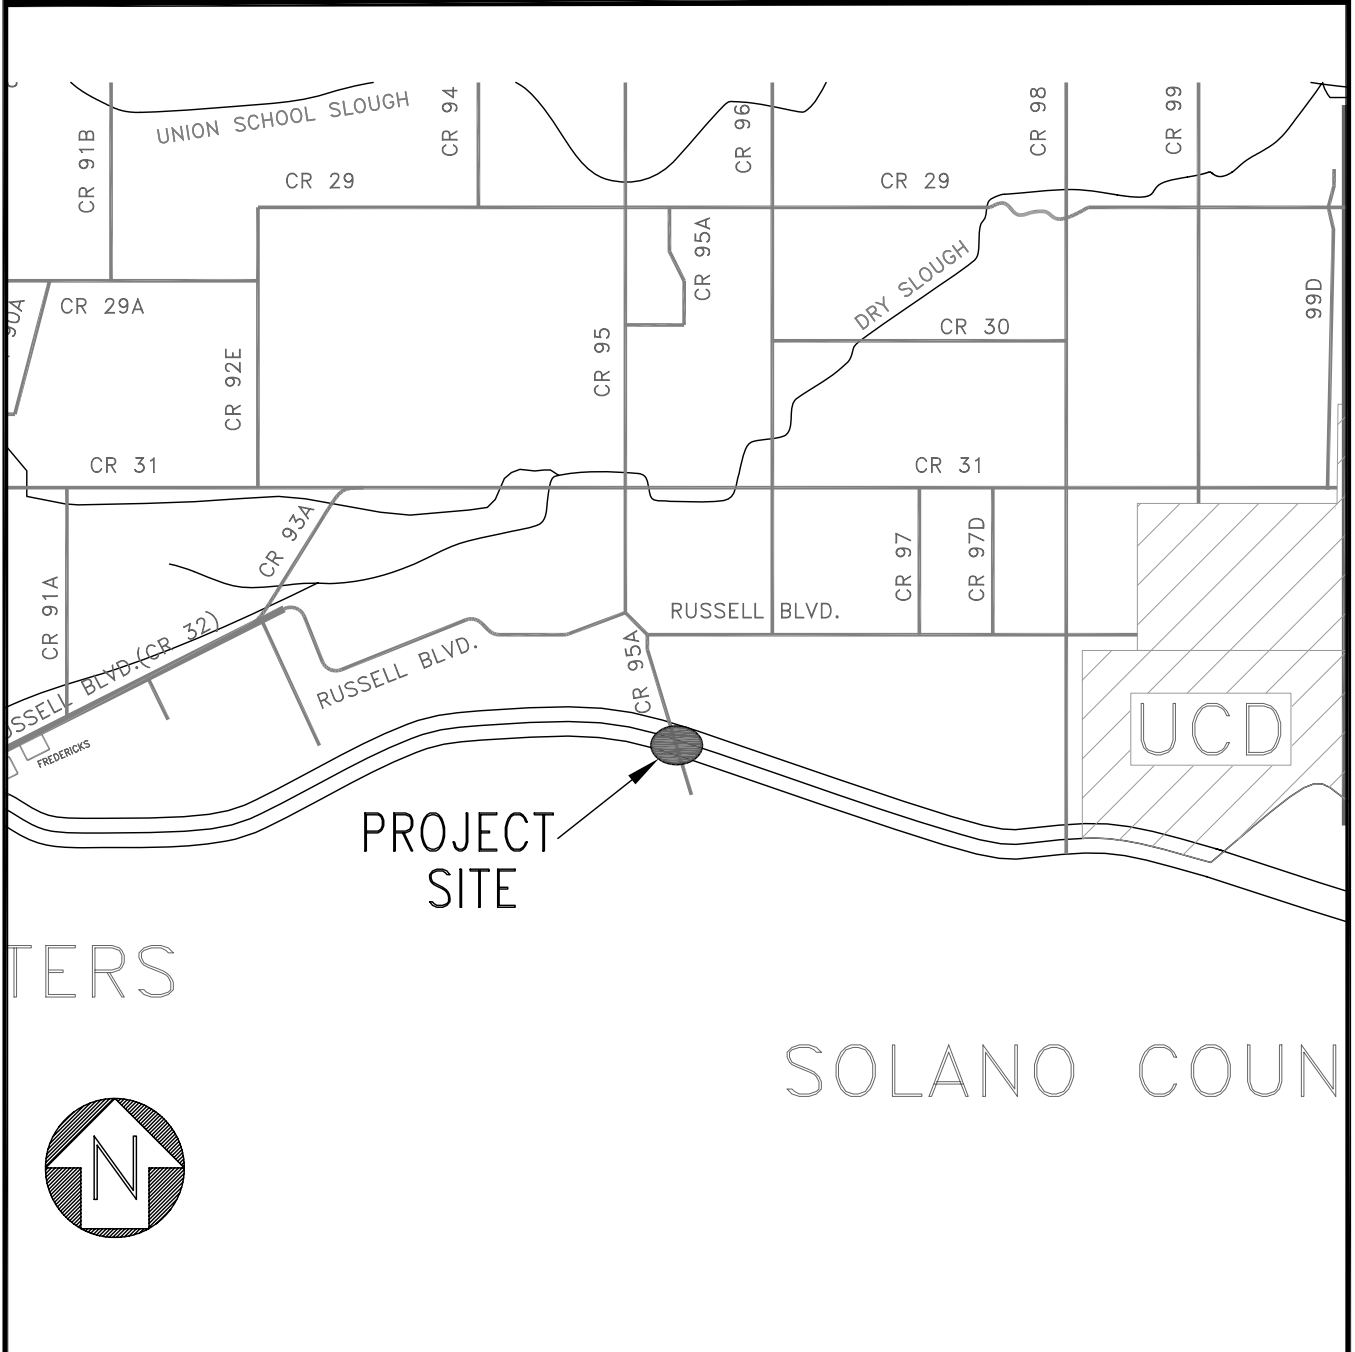 CR 94
CR 96
CR 98
CR 99
UNION SCHOOL SLOUGH
CR 91B
CR 29
CR 29
CR 95A
DRY SLOUGH
99D
CR 29A
CR 30
CR 95
CR 92E
CR 31
CR 31
CR 93A
CR 97
CR 97D
CR 91A
RUSSELL BLVD.
USSELL BLVD.(CR 32)
RUSSELL BLVD.
CR 95A
UCD
FREDERICKS
PROJECT
SITE
TERS
SOLANO COUN
N